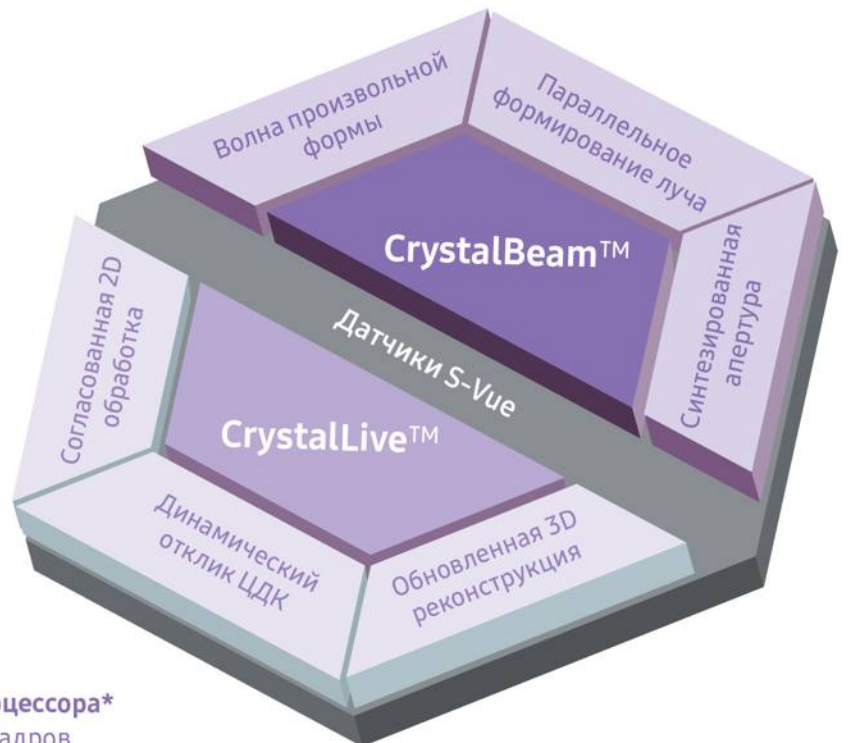 Волна произвольной
формы
Параллельное
формирование луча
CrystalBeam™
Синтезированная
апертура
Датчики S-Vue
Согласованная 2D
обработка
CrystalLive™
Динамический
отклик ЦДК
Обновленная 3D
реконструкция